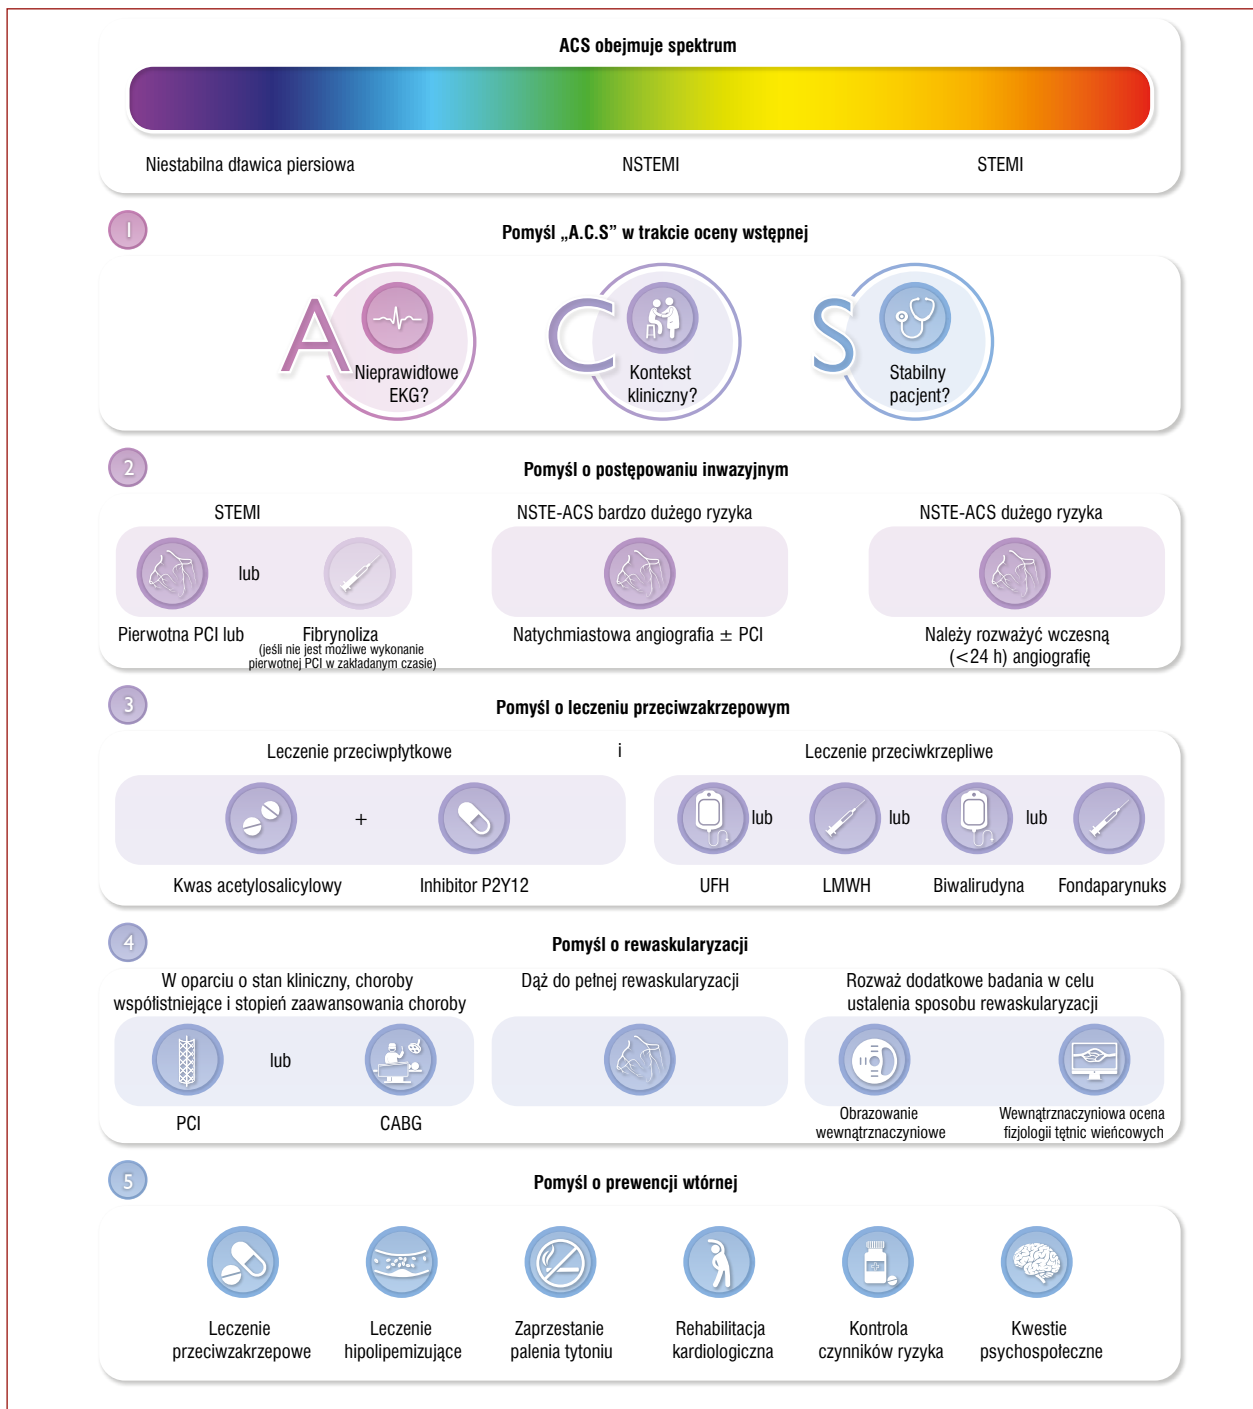 ACS obejmuje spektrum
Niestabilna dławica piersiowa
NSTEMI
STEMI
1
Pomyśl „A.C.S” w trakcie oceny wstępnej
A
Nieprawidłowe
EKG?
C
Kontekst
kliniczny?
S
Stabilny
pacjent?
2
Pomyśl o postępowaniu inwazyjnym
STEMI
lub
Pierwotna PCI lub
Fibrynoliza
(jeśli nie jest możliwe wykonanie
pierwotnej PCI w zakładanym czasie)
NSTE-ACS bardzo dużego ryzyka
Natychmiastowa angiografia ± PCI
NSTE-ACS dużego ryzyka
Należy rozważyć wczesną
(<24 h) angiografię
3
Pomyśl o leczeniu przeciwzakrzepowym
Leczenie przeciwpłytkowe
i
Leczenie przeciwkrzepliwe
+
lub
lub
lub
Kwas acetylosalicylowy
Inhibitor P2Y12
UFH
LMWH
Biwalirudyna
Fondaparynuks
4
Pomyśl o rewaskularyzacji
W oparciu o stan kliniczny, choroby
współistniejące i stopień zaawansowania choroby
lub
PCI
CABG
Dąż do pełnej rewaskularyzacji
Rozważ dodatkowe badania w celu
ustalenia sposobu rewaskularyzacji
Obrazowanie
wewnątrznaczyniowe
Wewnątrznaczyniowa ocena
fizjologii tętnic wieńcowych
5
Pomyśl o prewencji wtórnej
Leczenie
przeciwzakrzepowe
Leczenie
hipolipemizujące
Zaprzestanie
palenia tytoniu
Rehabilitacja
kardiologiczna
Kontrola
czynników ryzyka
Kwestie
psychospołeczne